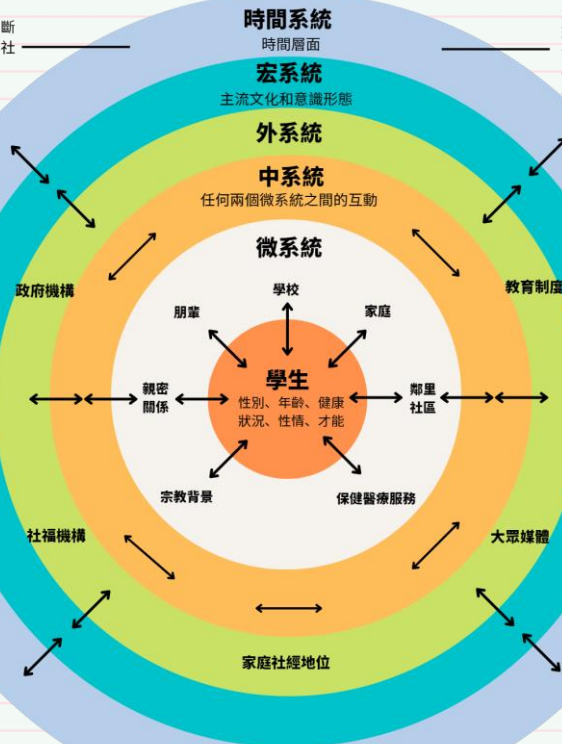 時間系統
時間層面
斷
社
宏系統
主流文化和意識形態
外系統
中系統
任何兩個微系統之間的互動
微系統
學校
朋輩
家庭
政府機構
教育制度
學生
性別、年齡、健康
狀況、性情、才能
親密
關係
鄰里
社區
宗教背景
保健醫療服務
社福機構
大眾媒體
家庭社經地位